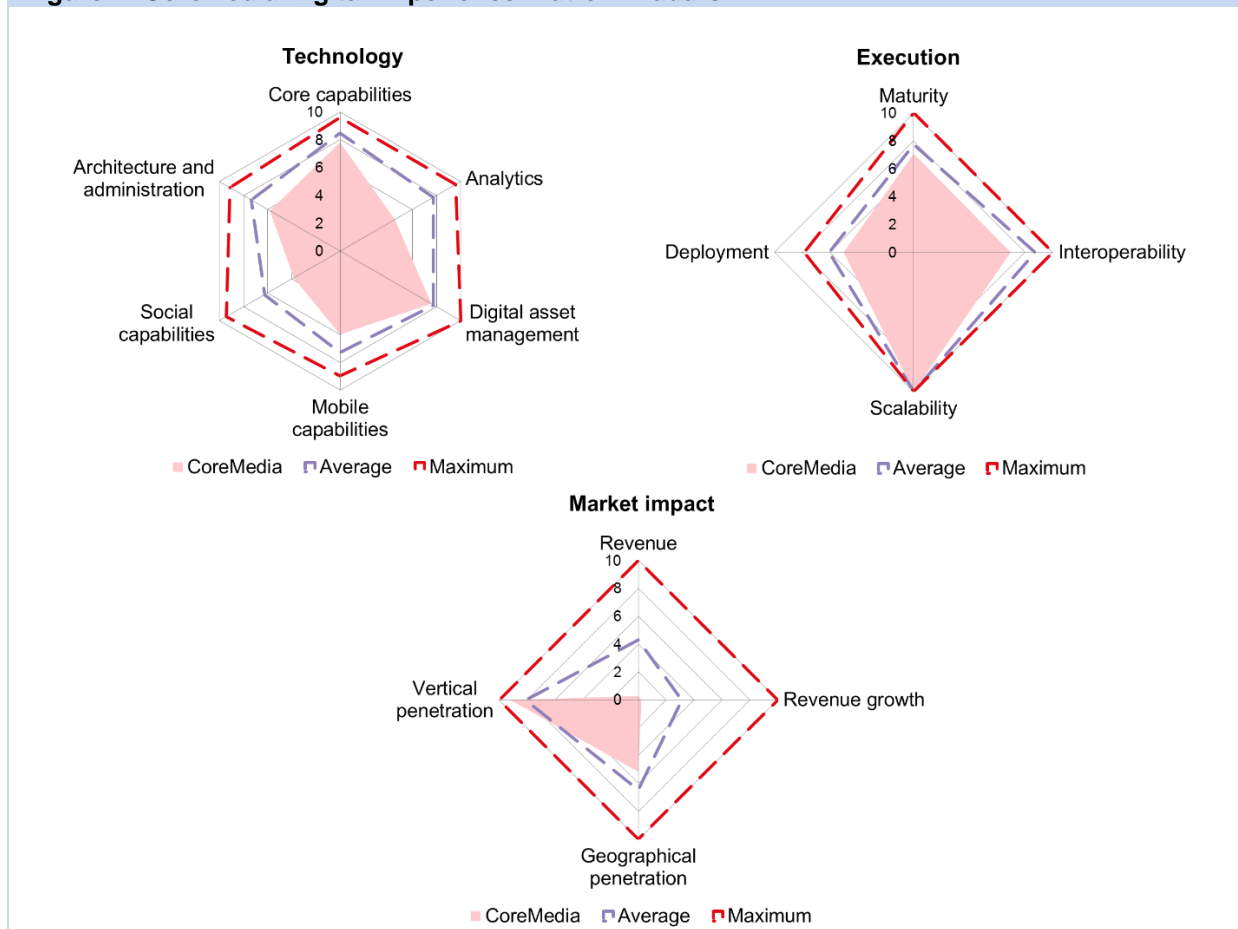 Technology
Core capabilities
10
8
6
4
2
0
Architecture and
administration
Analytics
Social
capabilities
Digital asset
management
Mobile
capabilities
CoreMedia Average Maximum
Execution
Maturity
10
8
6
4
2
0
Deployment
Interoperability
Scalability
CoreMedia Average Maximum
Market impact
Revenue
10
8
6
4
2
0
Vertical
penetration
Revenue growth
Geographical
penetration
CoreMedia Average Maximum